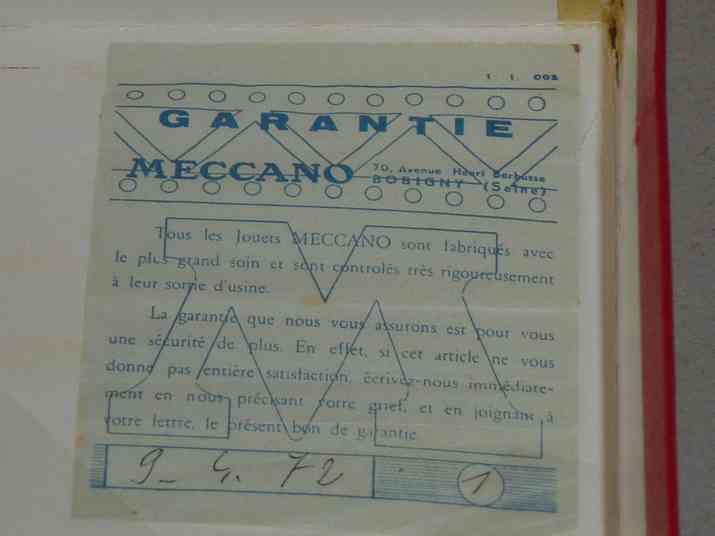 1 1. 008
GARANTIE
MECCANO
70, Avenue Henri Barbusse
BOBIGNY (Seine)
Tous les Jouets MECCANO sont fabriqués avec
le plus grand soin et sont contrôlés très rigoureusement
à leur sortie d'usine.
La garantie que nous vous assurons est pour vous
une sécurité de plus. En effet, si cet article ne vous
donne pas entière satisfaction, écrivez-nous immédiate-
ment en nous précisant votre grief, et en joignant à
votre lettre, le présent bon de garantie.
9_ 4. 72
1